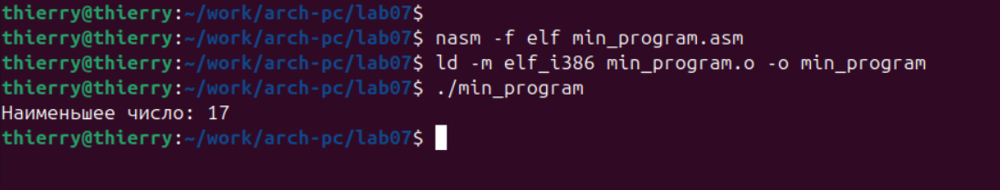 thierry@thierry:~/work/arch-pc/lab07$
thierry@thierry:~/work/arch-pc/lab07$ nasm -f elf min_program.asm
thierry@thierry:~/work/arch-pc/lab07$ ld -m elf_i386 min_program.o -o min_program
thierry@thierry:~/work/arch-pc/lab07$ ./min_program
Наименьшее число: 17
thierry@thierry:~/work/arch-pc/lab07$